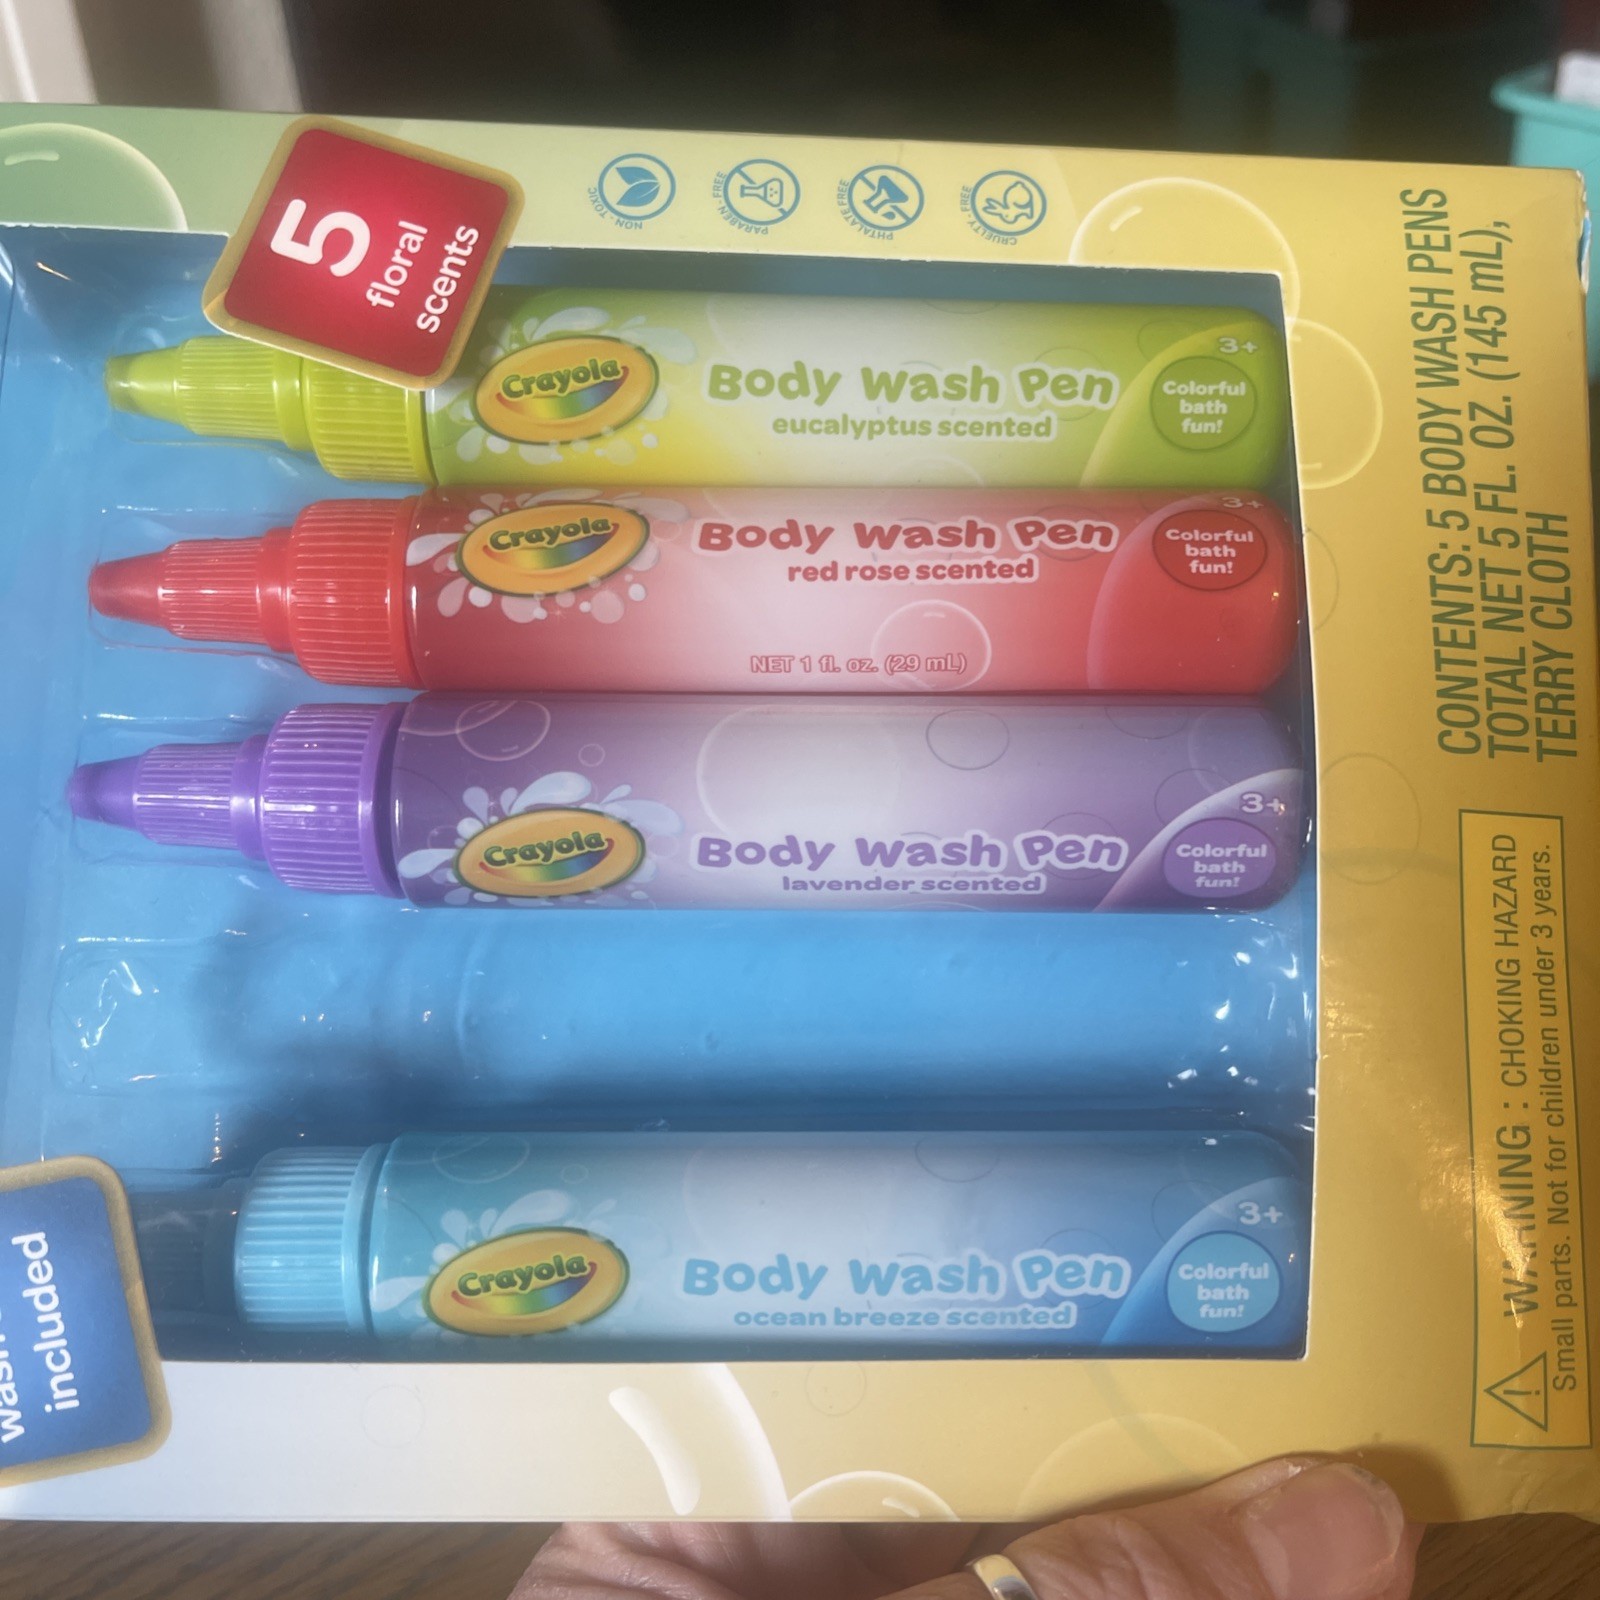 5
floral
scents
NON - TOXIC
PARABEN - FREE
PHTALATE FREE
CRUELTY - FREE
Crayola
Body Wash Pen
eucalyptus scented
3+
Colorful
bath
fun!
Crayola
Body Wash Pen
red rose scented
NET 1 fl. oz. (29 mL)
3+
Colorful
bath
fun!
Crayola
Body Wash Pen
lavender scented
3+
Colorful
bath
fun!
Crayola
Body Wash Pen
ocean breeze scented
3+
Colorful
bath
fun!
included
CONTENTS: 5 BODY WASH PENS
TOTAL NET 5 FL. OZ. (145 mL),
TERRY CLOTH
WARNING : CHOKING HAZARD
Small parts. Not for children under 3 years.